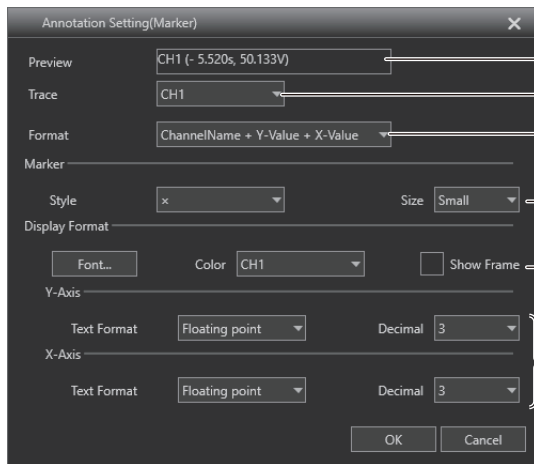 Annotation Setting(Marker)
Preview CH1 (- 5.520s, 50.133V)
Trace CH1
Format ChannelName + Y-Value + X-Value
Marker
Style × Size Small
Display Format
Font... Color CH1 Show Frame
Y-Axis
Text Format Floating point Decimal 3
X-Axis
Text Format Floating point Decimal 3
OK Cancel